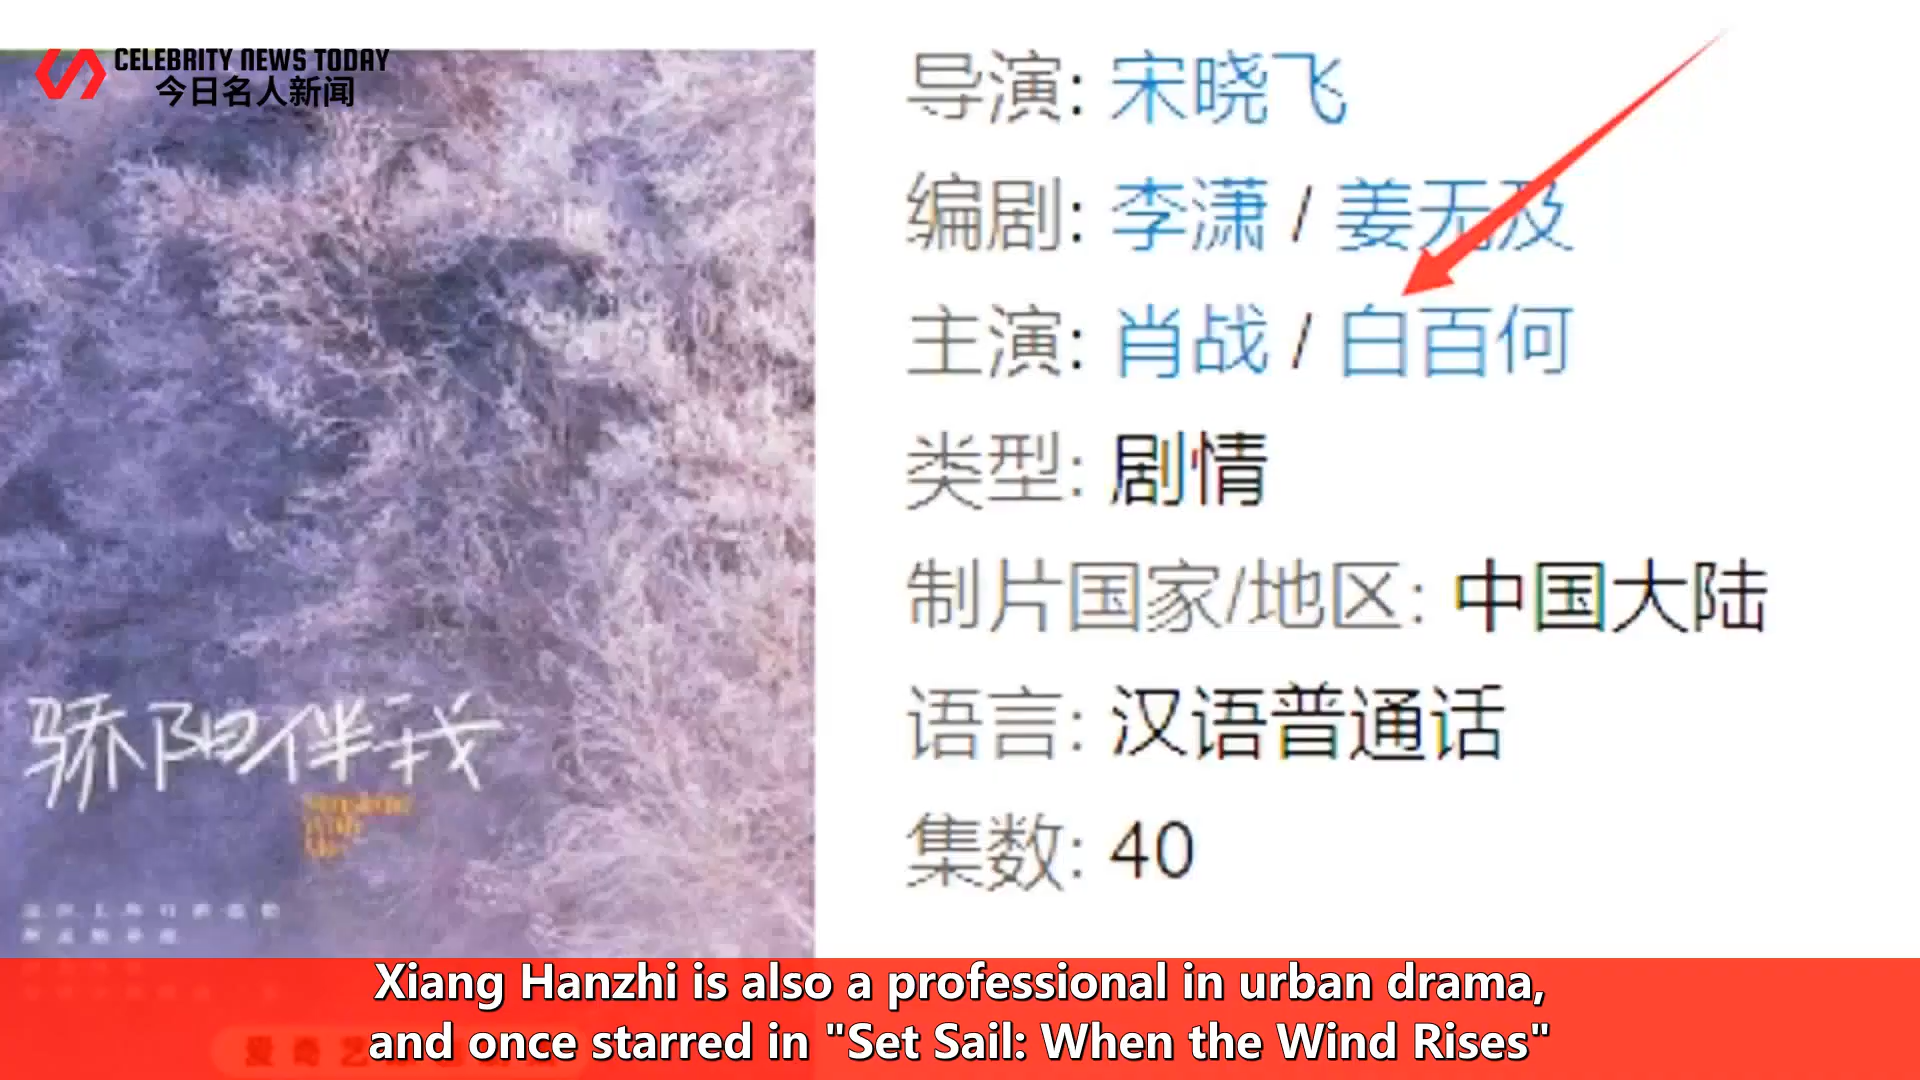 CELEBRITY NEWS TODAY
今日名人新闻
导演: 宋晓飞
编剧: 李潇 / 姜无及
主演: 肖战 / 白百何
类型: 剧情
制片国家/地区: 中国大陆
语言: 汉语普通话
集数: 40
骄阳伴我
Xiang Hanzhi is also a professional in urban drama,
and once starred in "Set Sail: When the Wind Rises"